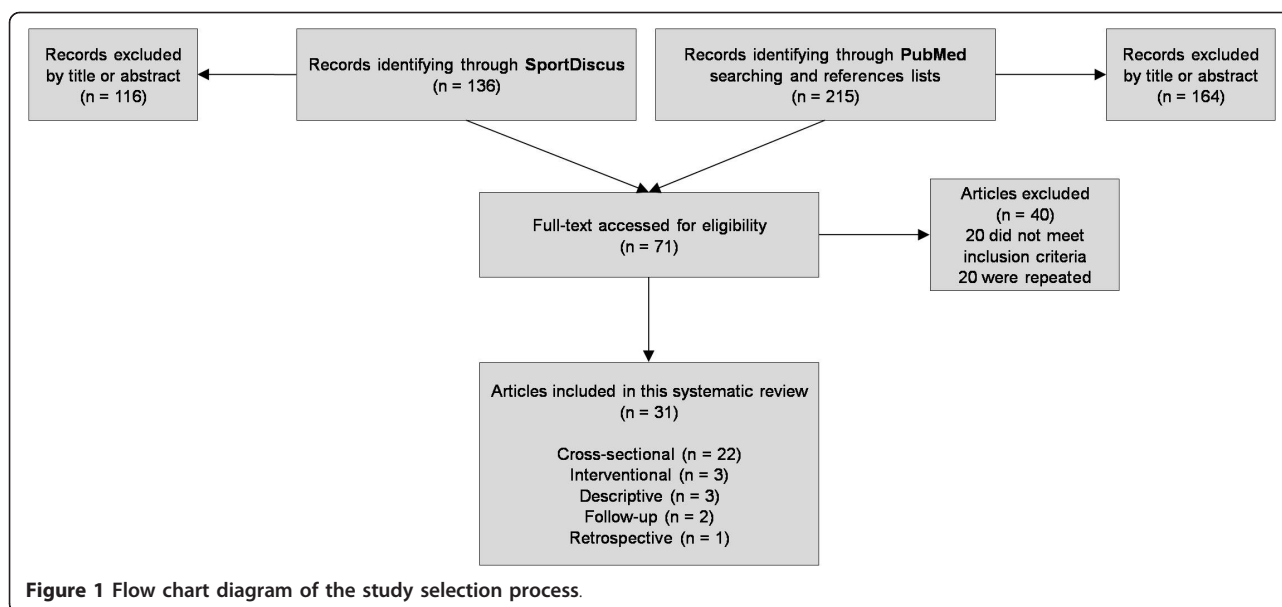 Records excluded
by title or abstract
(n = 116)
Records identifying through SportDiscus
(n = 136)
Records identifying through PubMed
searching and references lists
(n = 215)
Records excluded
by title or abstract
(n = 164)
Full-text accessed for eligibility
(n = 71)
Articles excluded
(n = 40)
20 did not meet
inclusion criteria
20 were repeated
Articles included in this systematic review
(n = 31)
Cross-sectional (n = 22)
Interventional (n = 3)
Descriptive (n = 3)
Follow-up (n = 2)
Retrospective (n = 1)
Figure 1 Flow chart diagram of the study selection process.